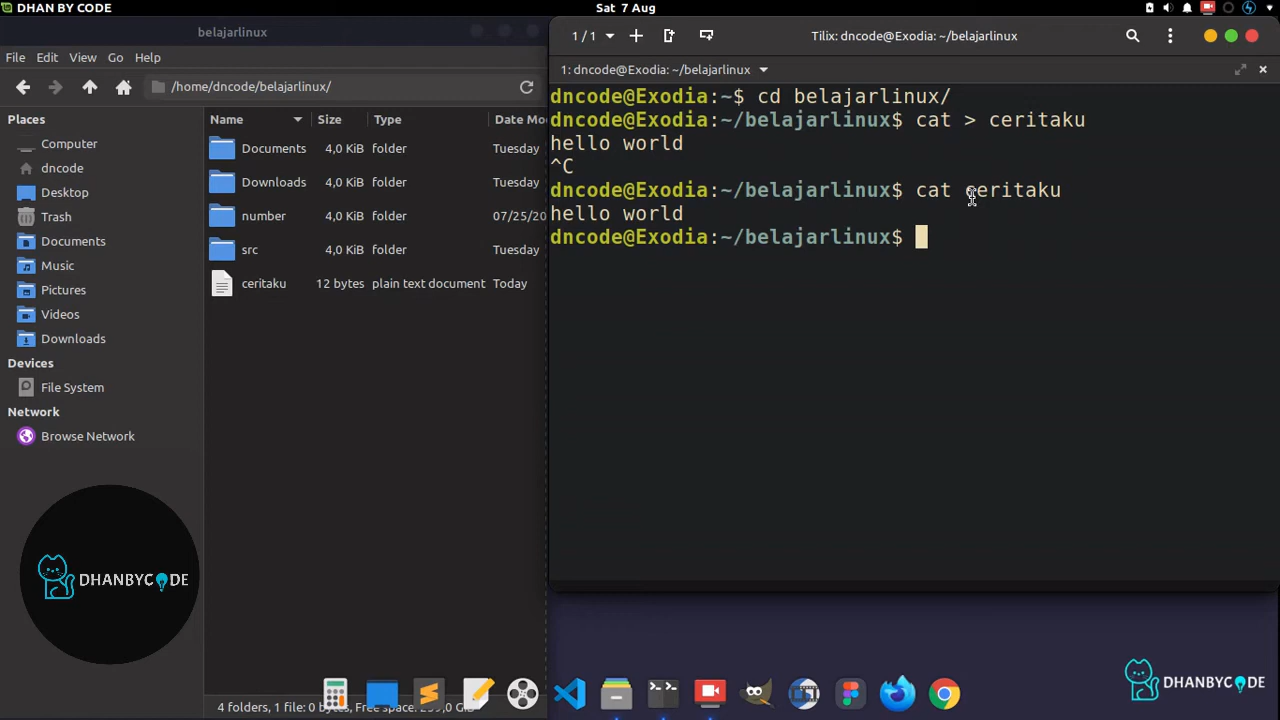 DHAN BY CODE
Sat 7 Aug
belajarlinux
File Edit View Go Help
/home/dncode/belajarlinux/
Places
Computer
dncode
Desktop
Trash
Documents
Music
Pictures
Videos
Downloads
Devices
File System
Network
Browse Network
DHANBYCODE
Name Size Type Date Mo
Documents 4,0 KiB folder Tuesday
Downloads 4,0 KiB folder Tuesday
number 4,0 KiB folder 07/25/20
src 4,0 KiB folder Tuesday
ceritaku 12 bytes plain text document Today
4 folders, 1 file: 0 bytes, Free space:
1 / 1
Tilix: dncode@Exodia: ~/belajarlinux
1: dncode@Exodia: ~/belajarlinux
dncode@Exodia:~$ cd belajarlinux/
dncode@Exodia:~/belajarlinux$ cat > ceritaku
hello world
^C
dncode@Exodia:~/belajarlinux$ cat ceritaku
hello world
dncode@Exodia:~/belajarlinux$
DHANBYCODE